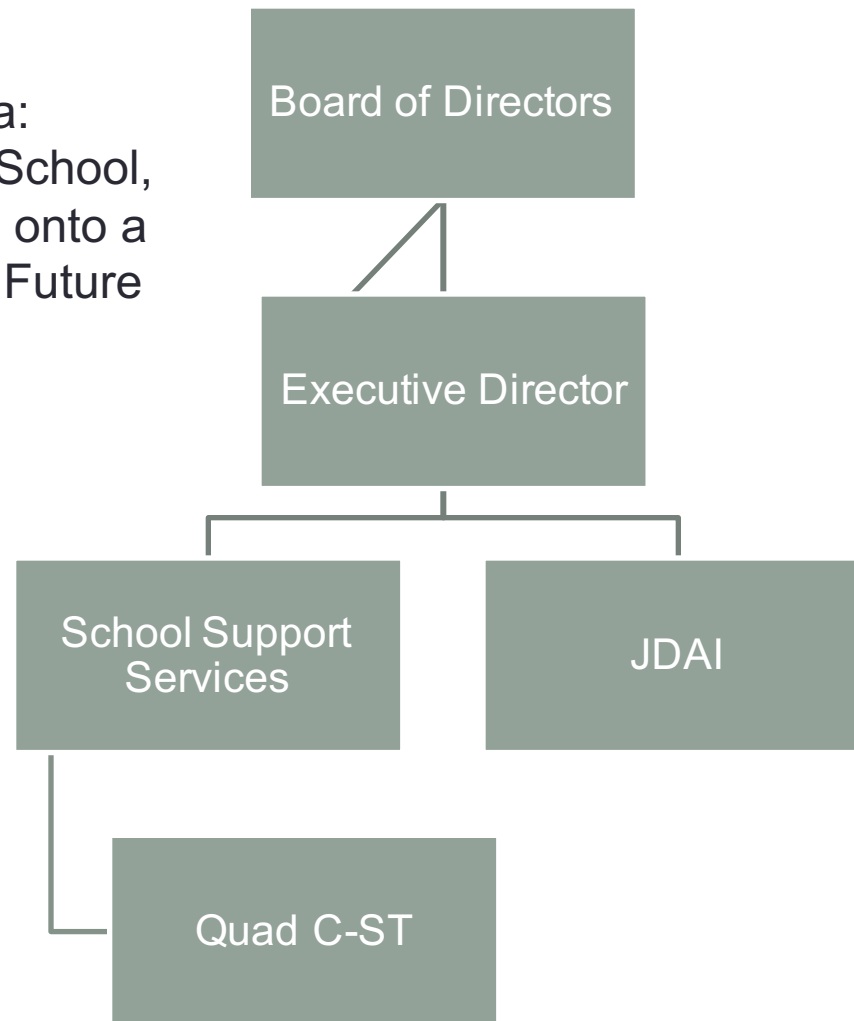 a:
School,
onto a
Future
Board of Directors
Executive Director
School Support
Services
JDAI
Quad C-ST